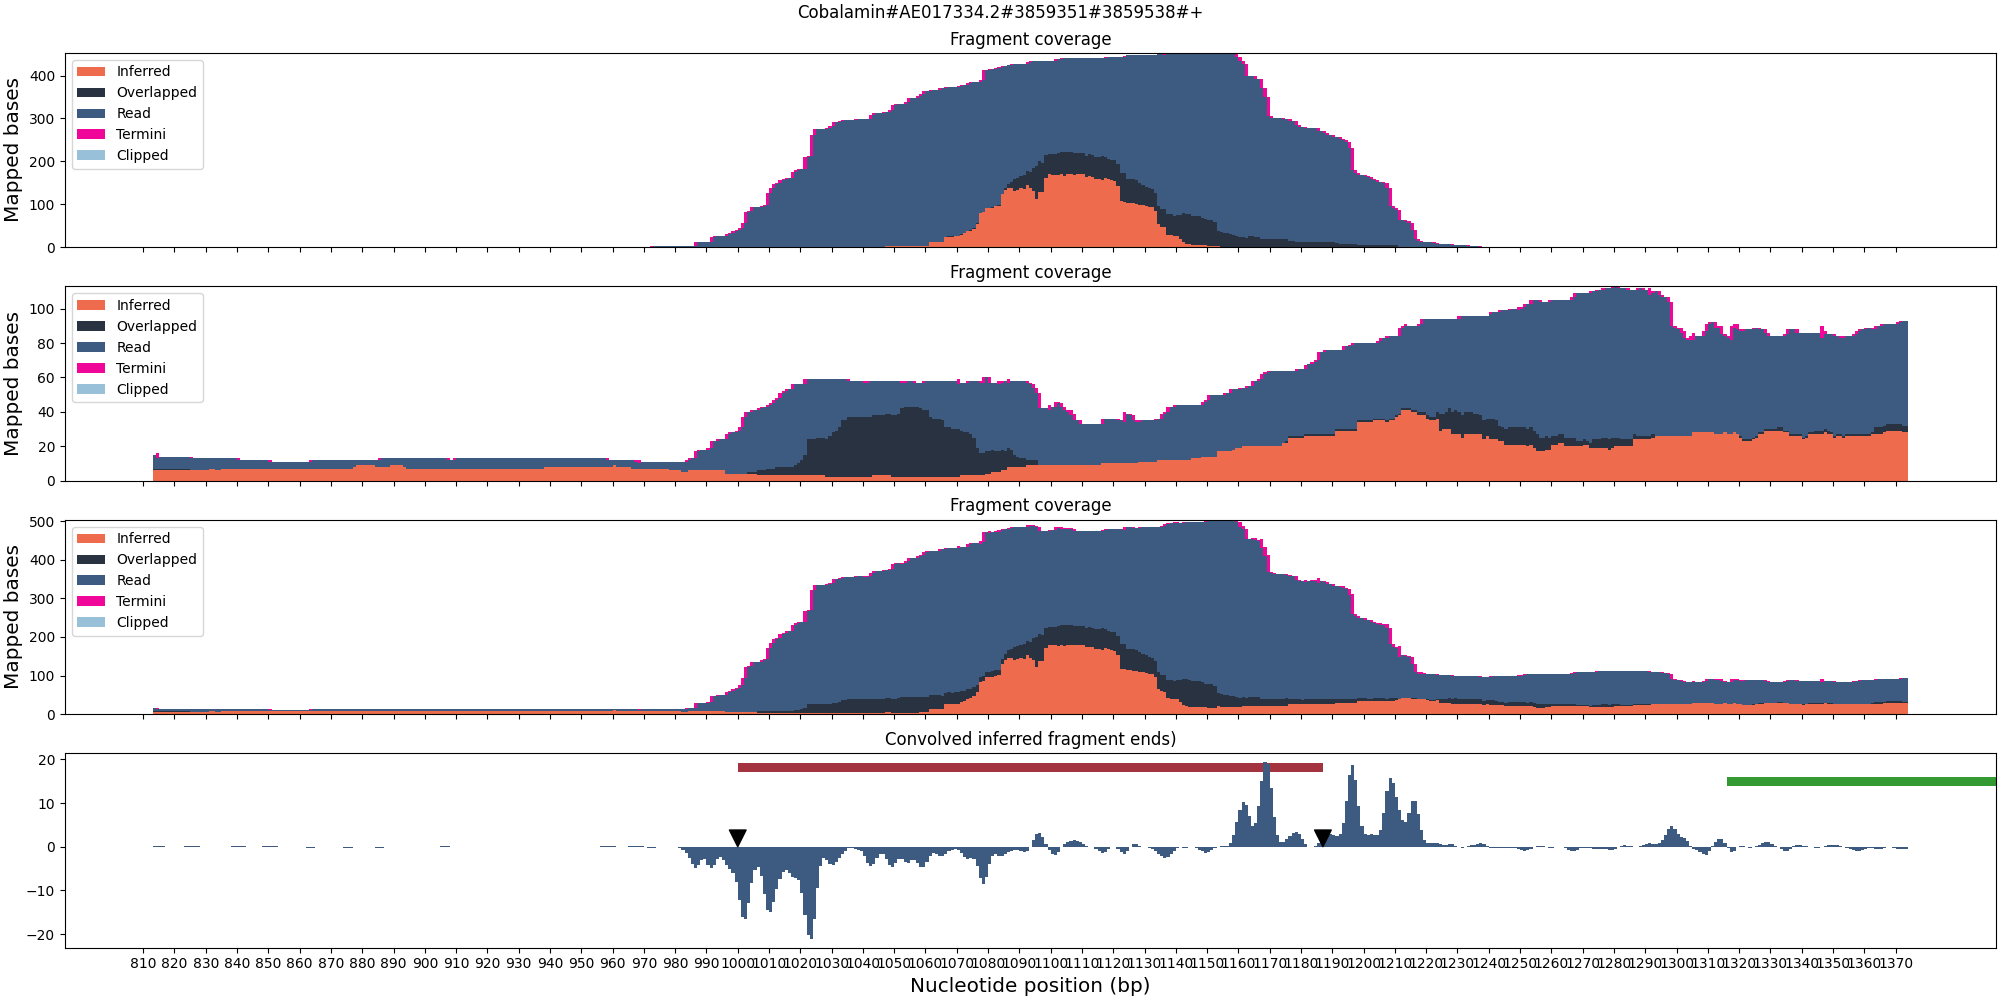 Cobalamin#AE017334.2#3859351#3859538#+
Fragment coverage
Mapped bases
400
300
200
100
0
Inferred
Overlapped
Read
Termini
Clipped
Fragment coverage
Mapped bases
100
80
60
40
20
0
Inferred
Overlapped
Read
Termini
Clipped
Fragment coverage
Mapped bases
500
400
300
200
100
0
Inferred
Overlapped
Read
Termini
Clipped
Convolved inferred fragment ends)
20
10
0
−10
−20
810 820 830 840 850 860 870 880 890 900 910 920 930 940 950 960 970 980 990 1000 1010 1020 1030 1040 1050 1060 1070 1080 1090 1100 1110 1120 1130 1140 1150 1160 1170 1180 1190 1200 1210 1220 1230 1240 1250 1260 1270 1280 1290 1300 1310 1320 1330 1340 1350 1360 1370
Nucleotide position (bp)